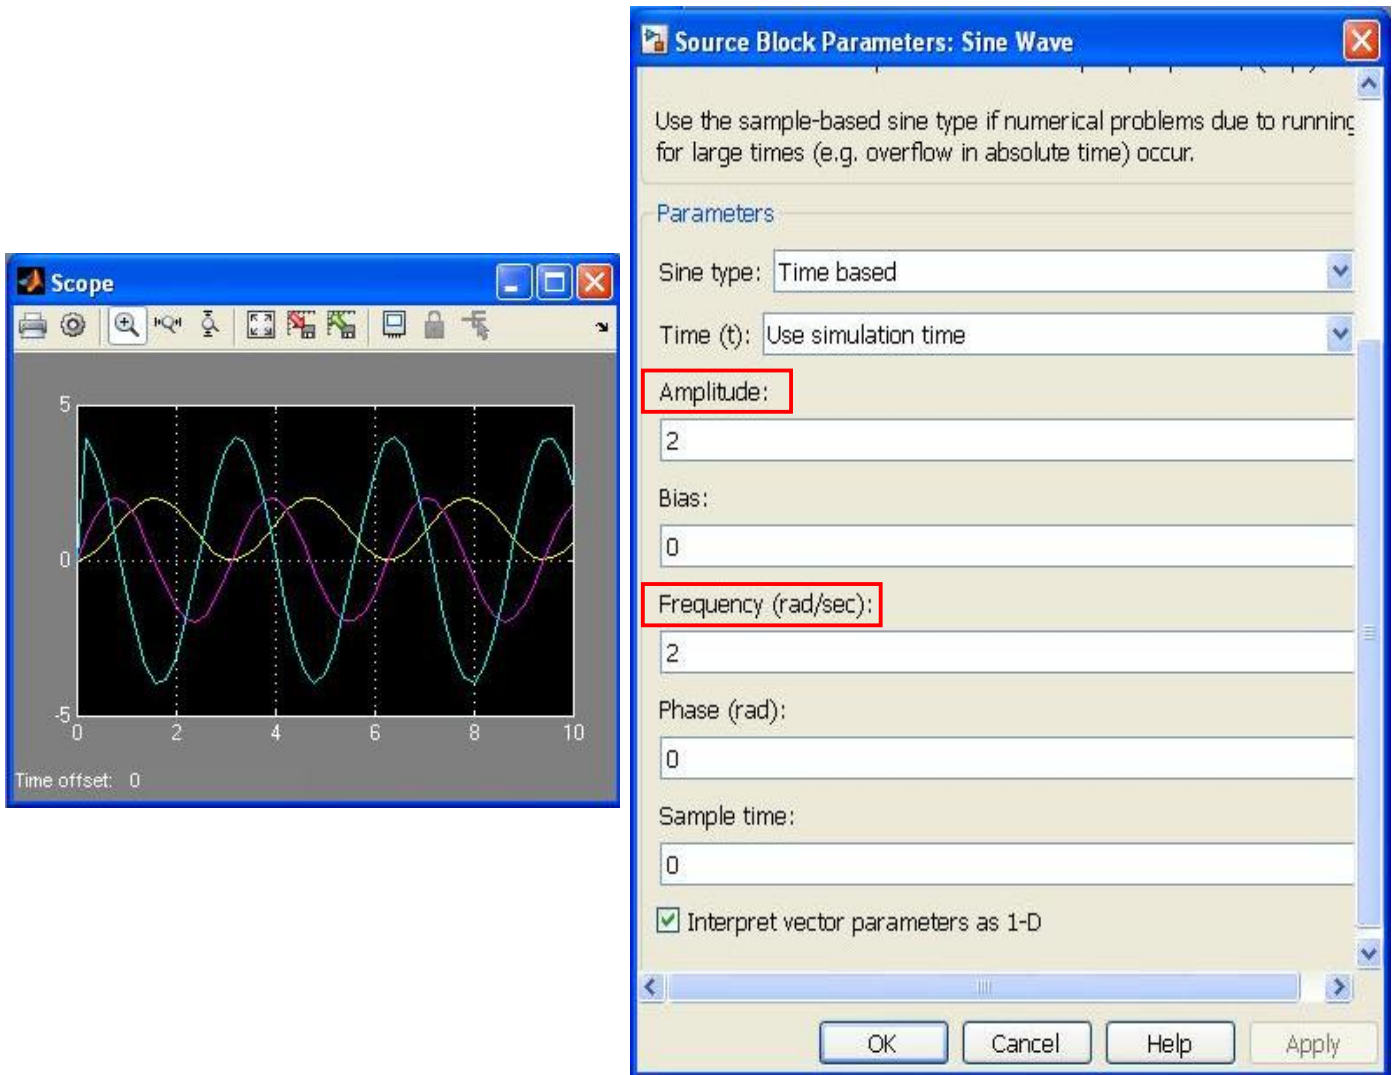 Scope
5
0
-5
0 2 4 6 8 10
Time offset: 0
Source Block Parameters: Sine Wave
Use the sample-based sine type if numerical problems due to running
for large times (e.g. overflow in absolute time) occur.
Parameters
Sine type: Time based
Time (t): Use simulation time
Amplitude:
2
Bias:
0
Frequency (rad/sec):
2
Phase (rad):
0
Sample time:
0
Interpret vector parameters as 1-D
OK Cancel Help Apply